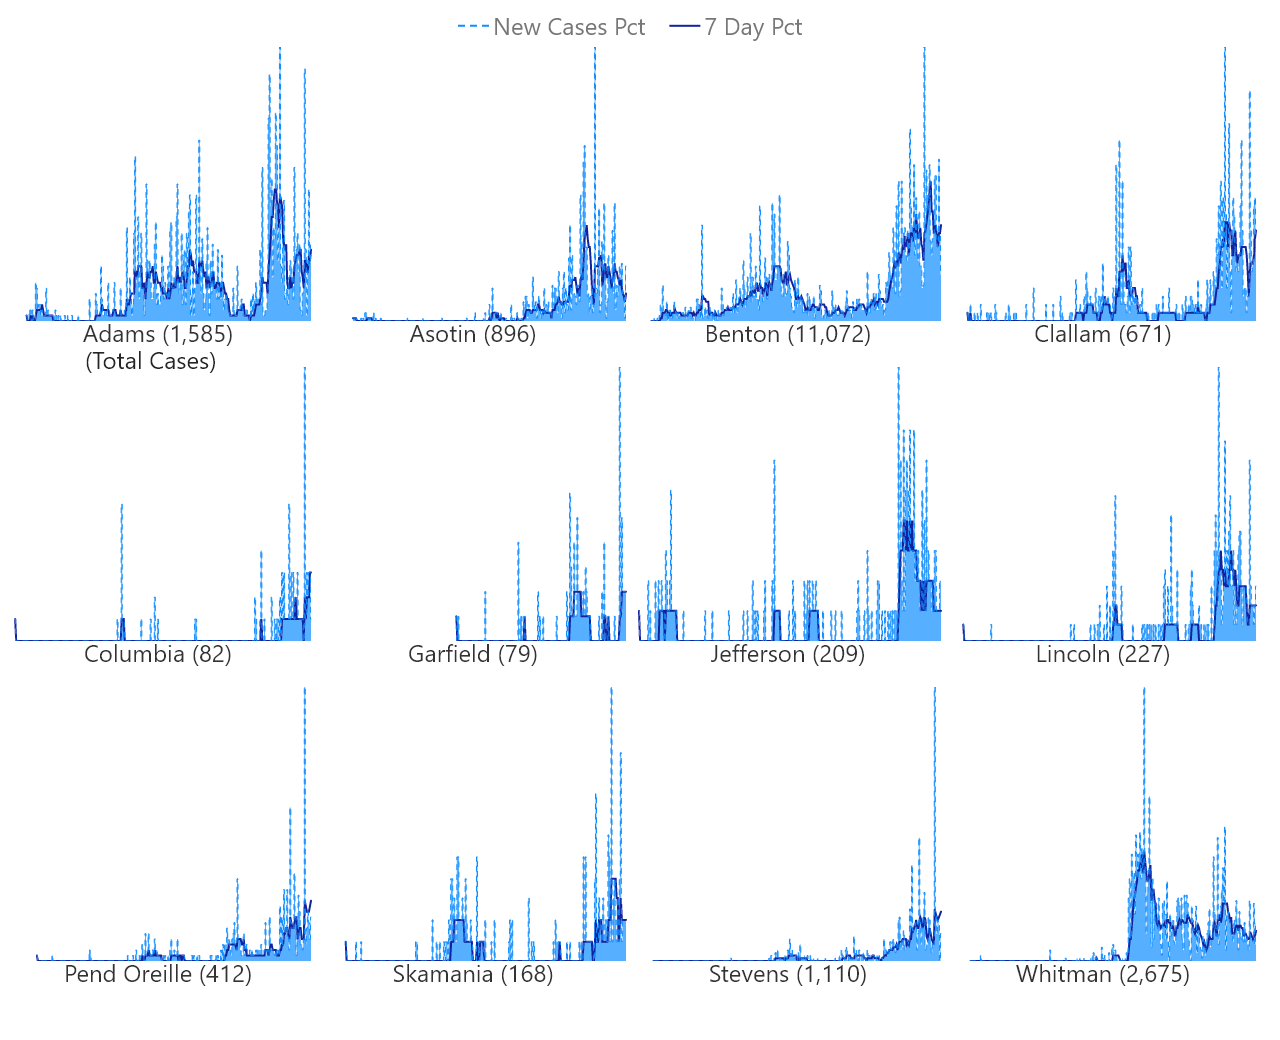 New Cases Pct 7 Day Pct
Adams (1,585) Asotin (896) Benton (11,072) Clallam (671)
(Total Cases)
Columbia (82) Garfield (79) Jefferson (209) Lincoln (227)
Pend Oreille (412) Skamania (168) Stevens (1,110) Whitman (2,675)